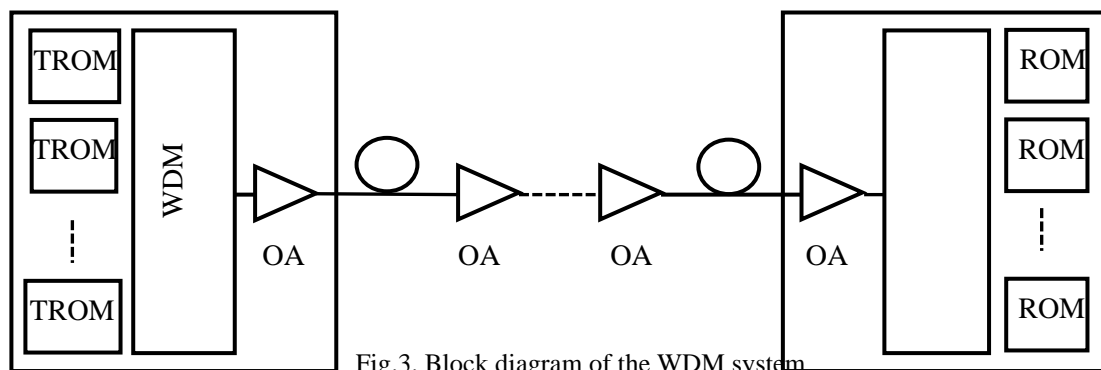 TROM
TROM
TROM
WDM
OA
OA
OA
OA
ROM
ROM
ROM
Fig.3. Block diagram of the WDM system